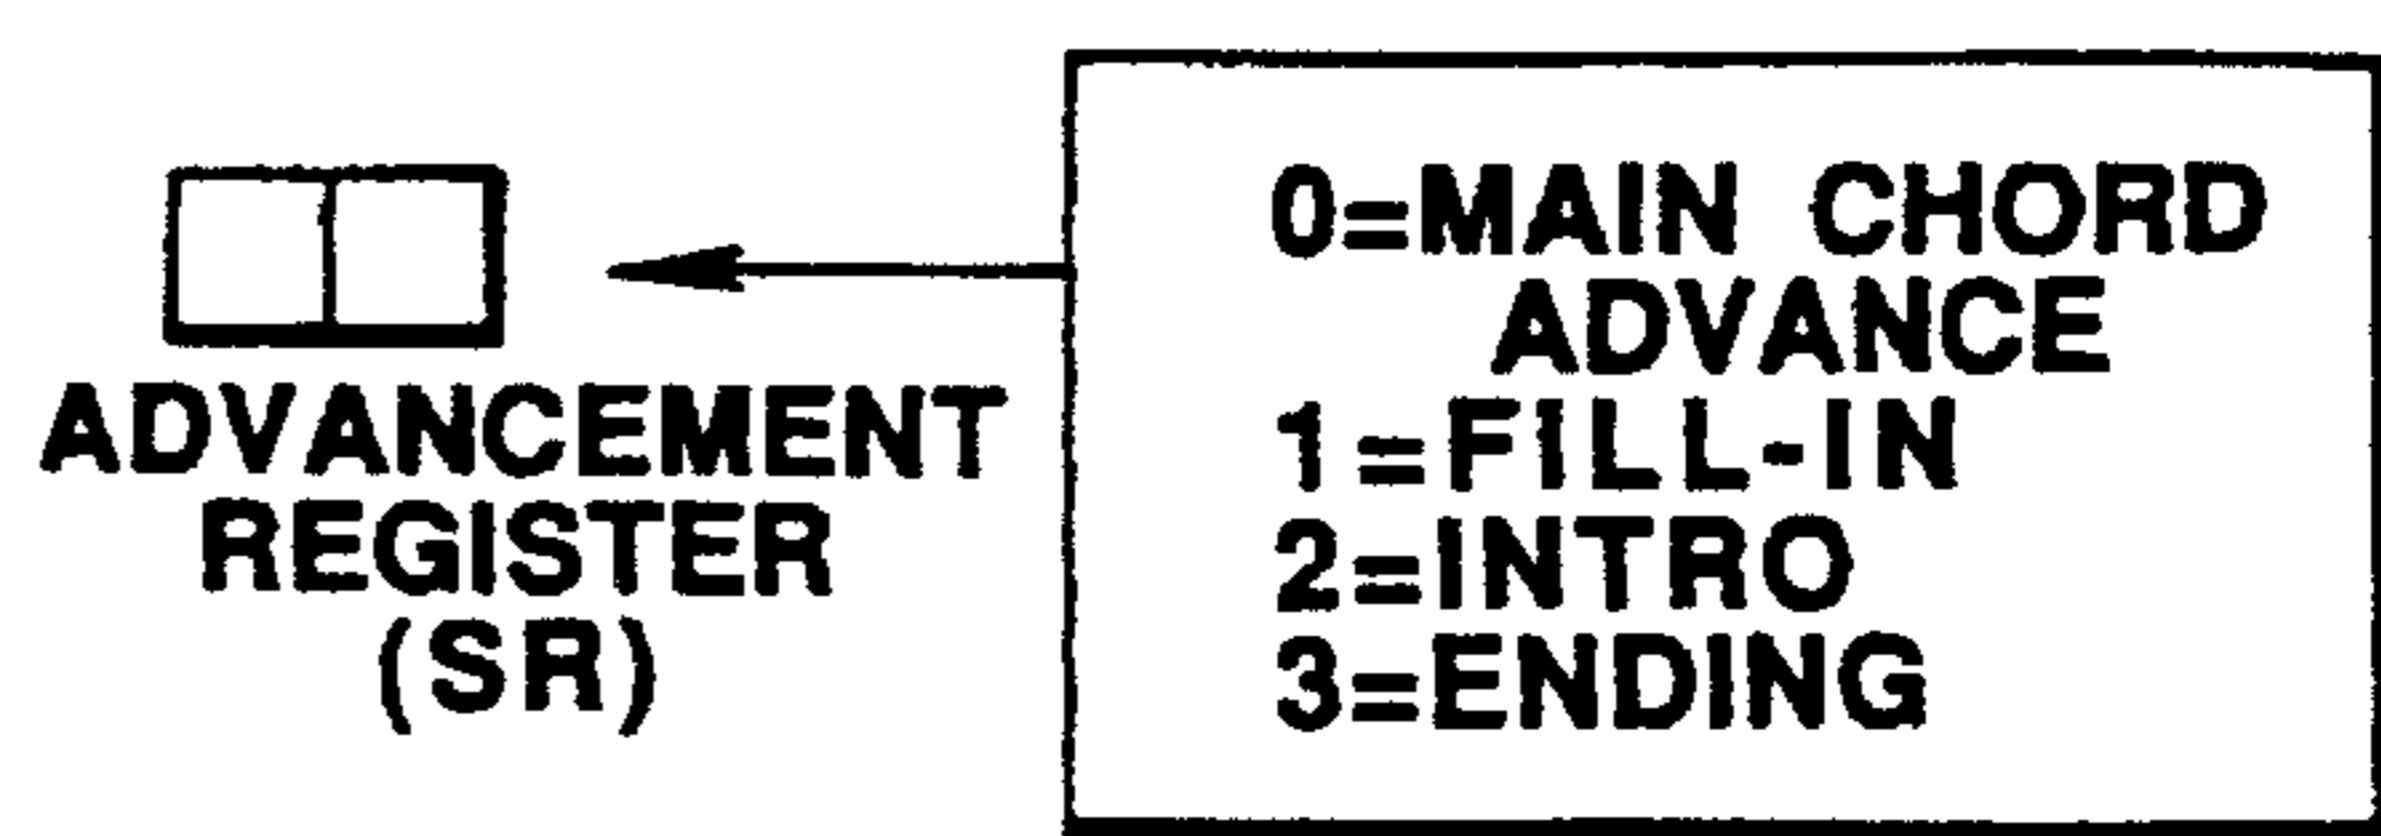 ADVANCEMENT
REGISTER
(SR)
0=MAIN CHORD
ADVANCE
1=FILL-IN
2=INTRO
3=ENDING